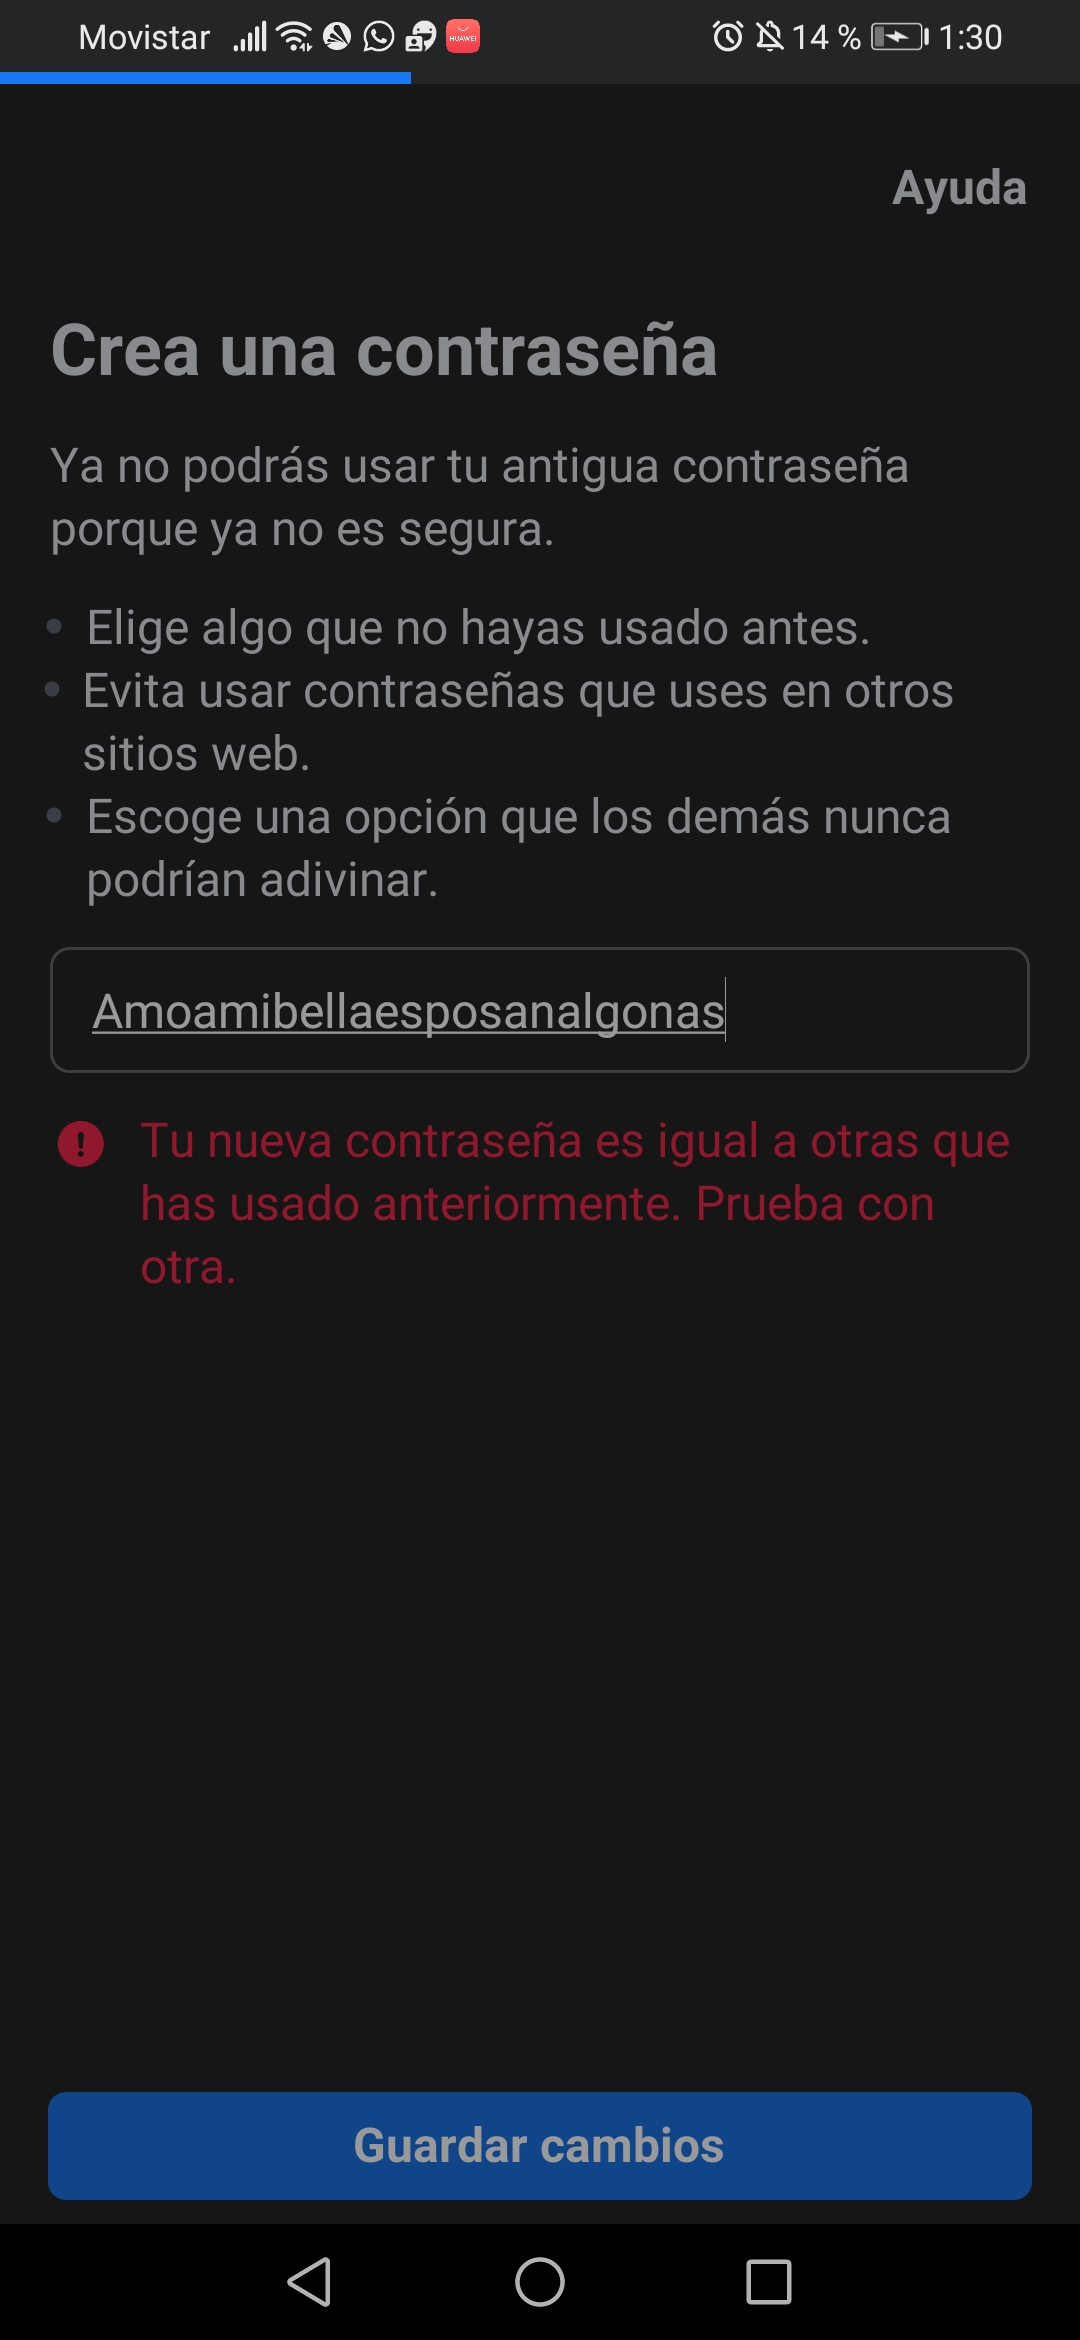 Movistar HUAWEI 14 % 1:30
Ayuda
Crea una contraseña
Ya no podrás usar tu antigua contraseña
porque ya no es segura.
• Elige algo que no hayas usado antes.
• Evita usar contraseñas que uses en otros
sitios web.
• Escoge una opción que los demás nunca
podrían adivinar.
Amoamibellaesposanalgonas
Tu nueva contraseña es igual a otras que
has usado anteriormente. Prueba con
otra.
Guardar cambios